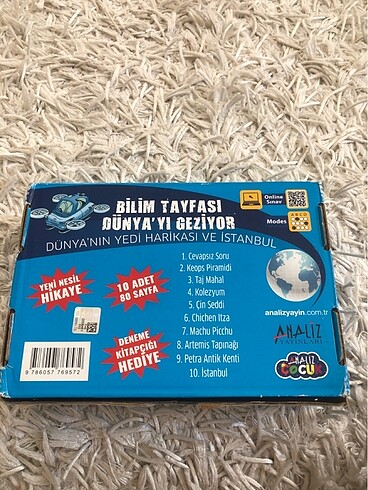 BİLİM TAYFASI
DÜNYA'YI GEZİYOR
DÜNYA'NIN YEDİ HARİKASI VE İSTANBUL
Online
Sınav
Modes
ABCD
YENİ NESİL
HİKAYE
10 ADET
80 SAYFA
DENEME
KİTAPÇIĞI
HEDİYE
1. Cevapsız Soru
2. Keops Piramidi
3. Taj Mahal
4. Kolezyum
5. Çin Seddi
6. Chichen Itza
7. Machu Picchu
8. Artemis Tapınağı
9. Petra Antik Kenti
10. İstanbul
analizyayin.com.tr
ANALİZ
YAYINLARI
ANALİZ
ÇOCUK
9 786057 769572